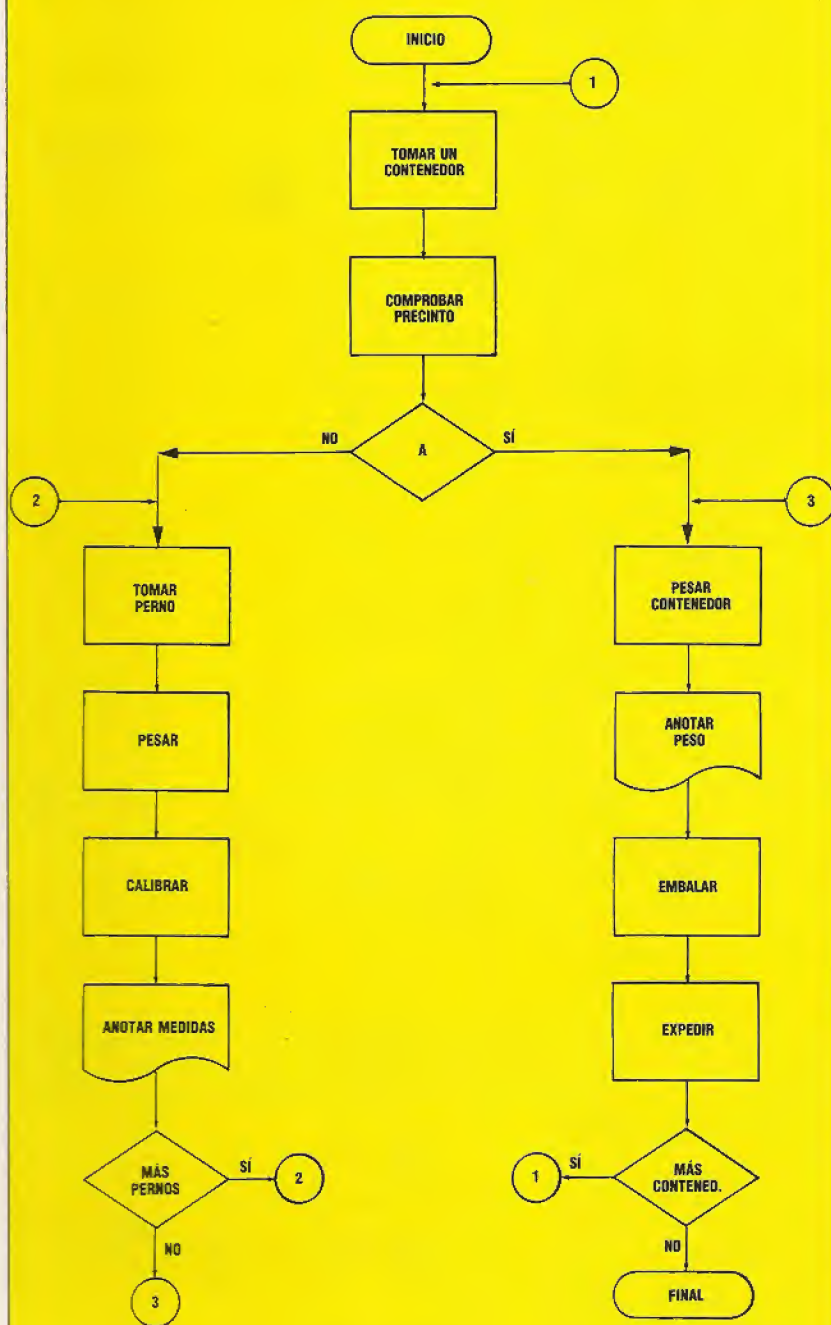 INICIO
1
TOMAR UN
CONTENEDOR
COMPROBAR
PRECINTO
NO
A
SÍ
2
3
TOMAR
PERNO
PESAR
CONTENEDOR
PESAR
ANOTAR
PESO
CALIBRAR
EMBALAR
ANOTAR MEDIDAS
EXPEDIR
MÁS
PERNOS
SÍ
2
1
SÍ
MÁS
CONTENED.
NO
3
NO
FINAL